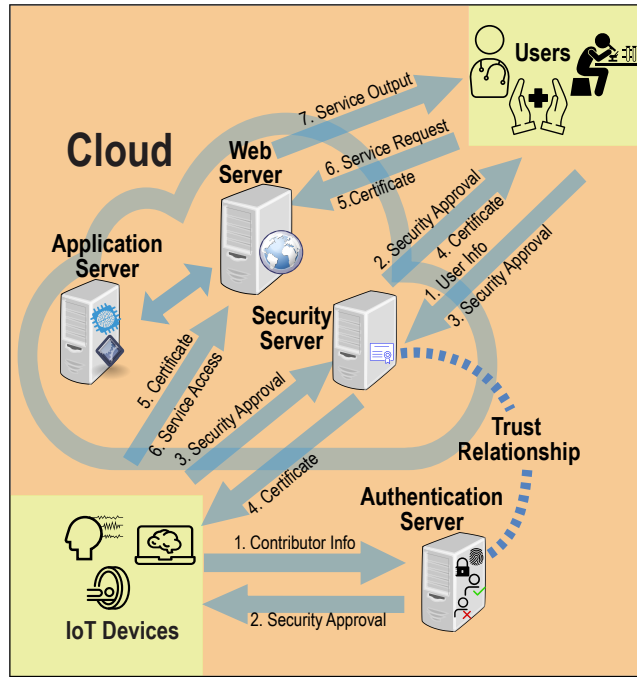 Users
7. Service Output
Cloud
Web
Server
6. Service Request
5.Certificate
2. Security Approval
4. Certificate
1. User Info
3. Security Approval
Application
Server
Security
Server
5. Certificate
6. Service Access
3. Security Approval
4. Certificate
Trust
Relationship
Authentication
Server
1. Contributor Info
2. Security Approval
IoT Devices